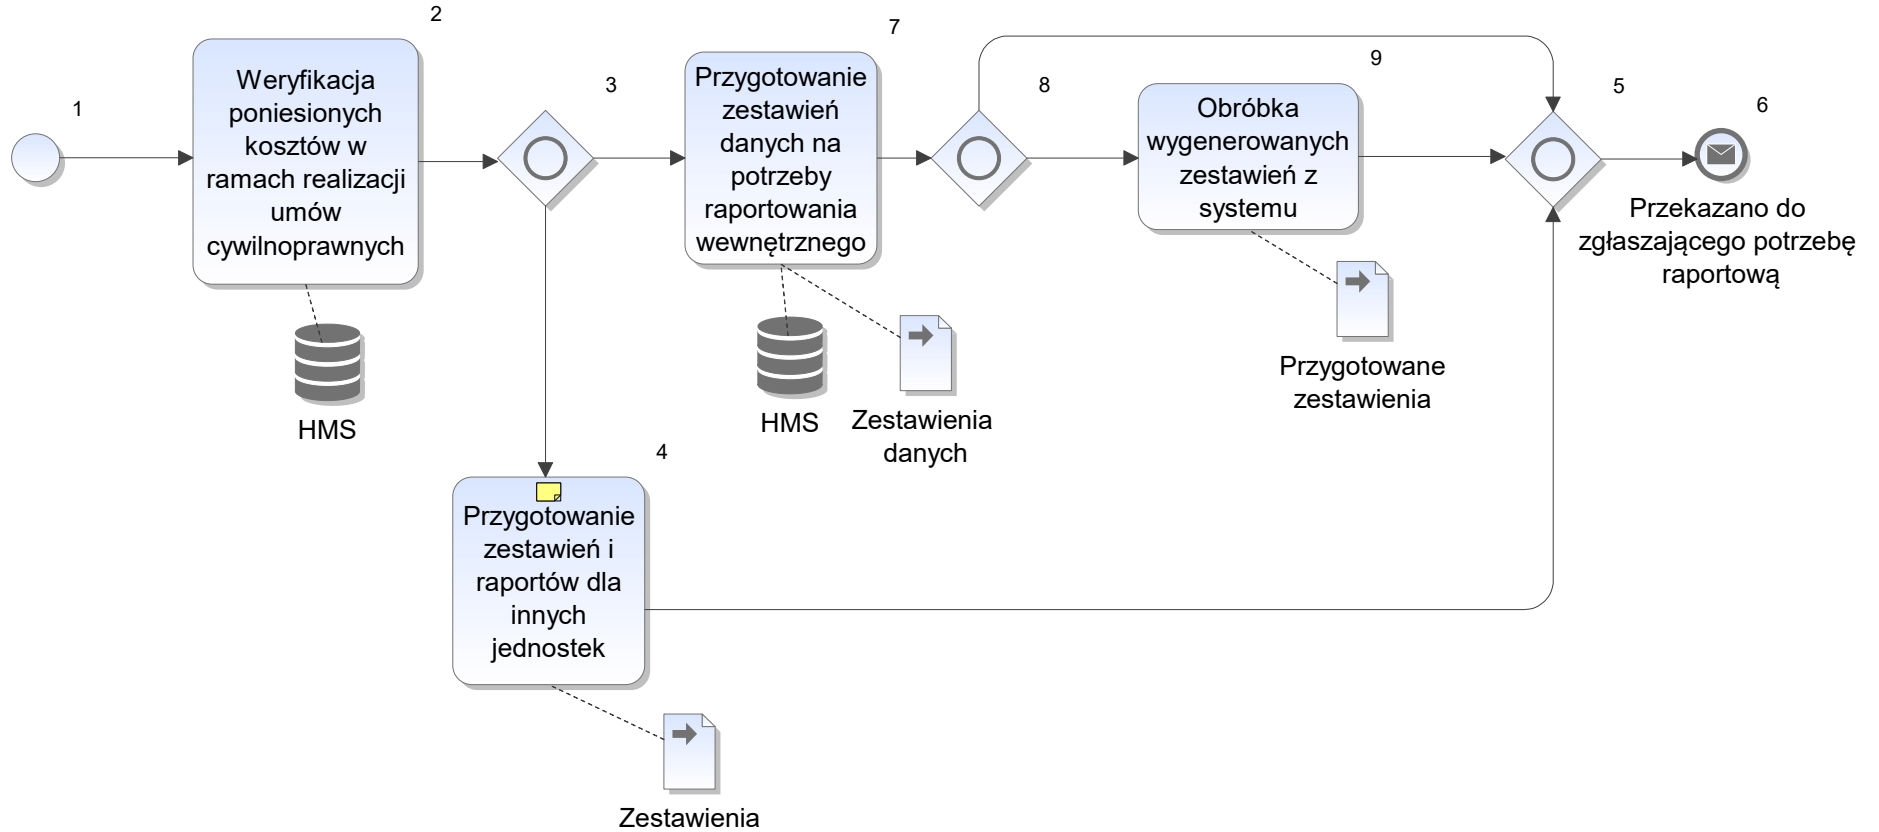 1
2
Weryfikacja
poniesionych
kosztów w
ramach realizacji
umów
cywilnoprawnych
HMS
3
7
Przygotowanie
zestawień
danych na
potrzeby
raportowania
wewnętrznego
HMS
Zestawienia
danych
8
9
Obróbka
wygenerowanych
zestawień z
systemu
Przygotowane
zestawienia
5
6
Przekazano do
zgłaszającego potrzebę
raportową
4
Przygotowanie
zestawień i
raportów dla
innych
jednostek
Zestawienia